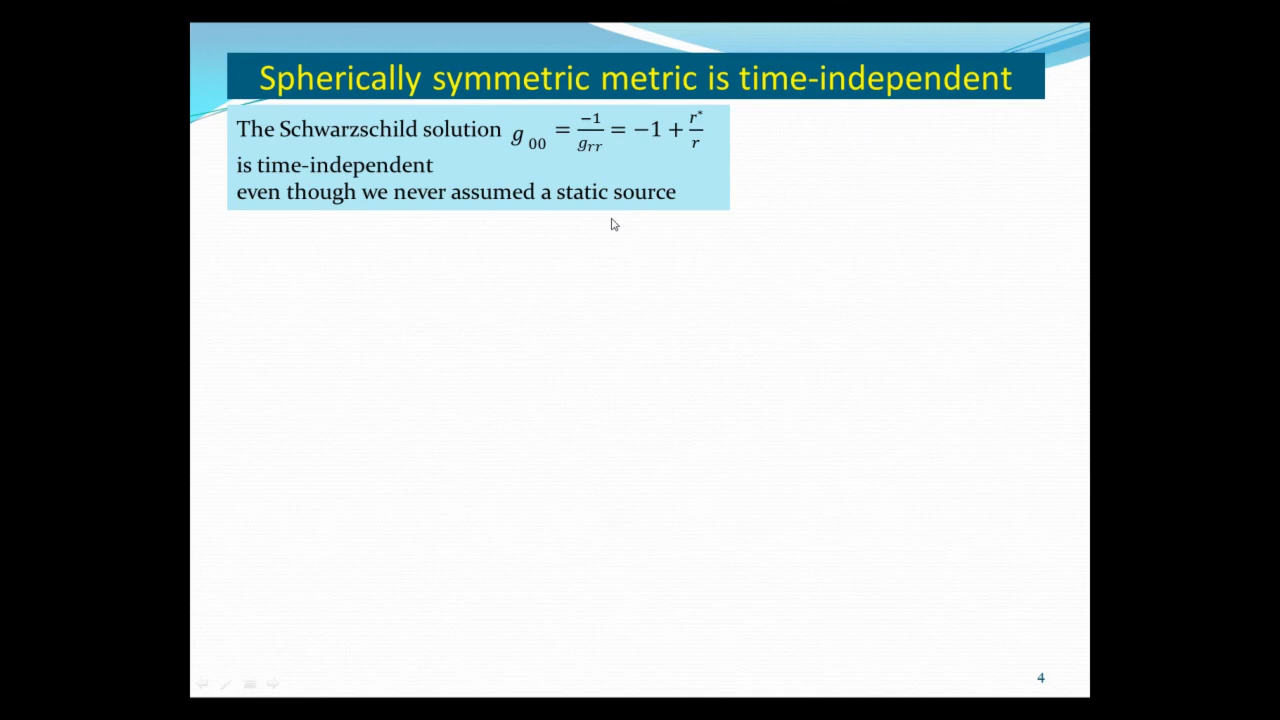 Spherically symmetric metric is time-independent
The Schwarzschild solution g₀₀ = −1/g_rr = −1 + r*/r
is time-independent
even though we never assumed a static source
4